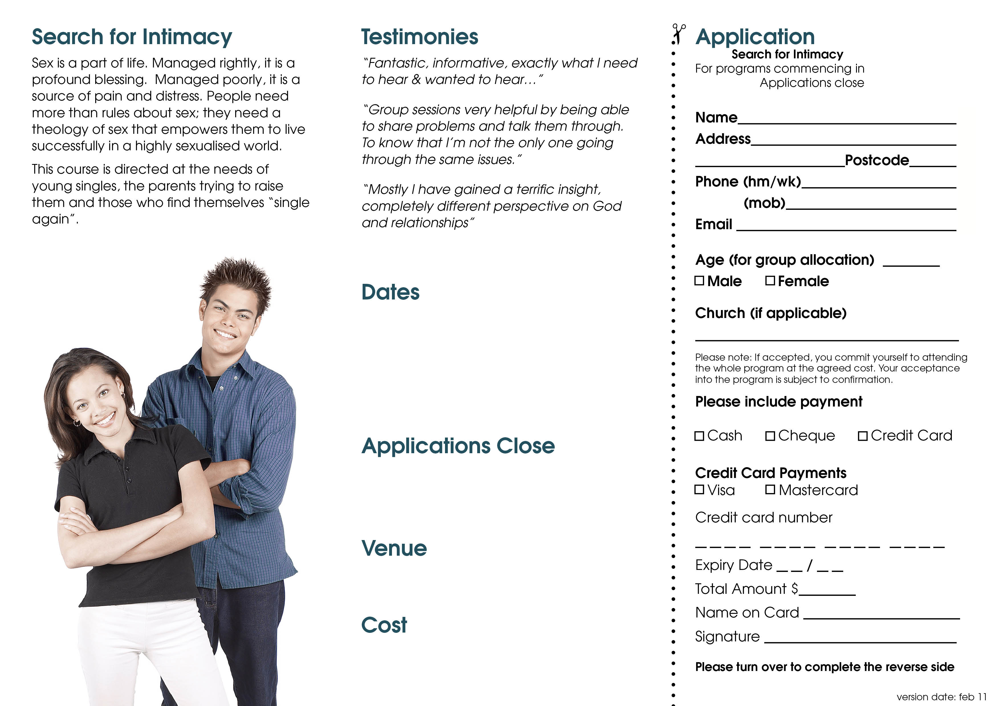 Search for Intimacy
Sex is a part of life. Managed rightly, it is a
profound blessing.  Managed poorly, it is a
source of pain and distress. People need
more than rules about sex; they need a
theology of sex that empowers them to live
successfully in a highly sexualised world.
This course is directed at the needs of
young singles, the parents trying to raise
them and those who find themselves “single
again”.
Testimonies
“Fantastic, informative, exactly what I need
to hear & wanted to hear…”
“Group sessions very helpful by being able
to share problems and talk them through.
To know that I’m not the only one going
through the same issues.”
“Mostly I have gained a terrific insight,
completely different perspective on God
and relationships”
Dates
Applications Close
Venue
Cost
Application
Search for Intimacy
For programs commencing in
Applications close
Name
Address
Postcode
Phone (hm/wk)
(mob)
Email
Age (for group allocation)
Male Female
Church (if applicable)
Please note: If accepted, you commit yourself to attending
the whole program at the agreed cost. Your acceptance
into the program is subject to confirmation.
Please include payment
Cash Cheque Credit Card
Credit Card Payments
Visa Mastercard
Credit card number
Expiry Date __/__
Total Amount $
Name on Card
Signature
Please turn over to complete the reverse side
version date: feb 11